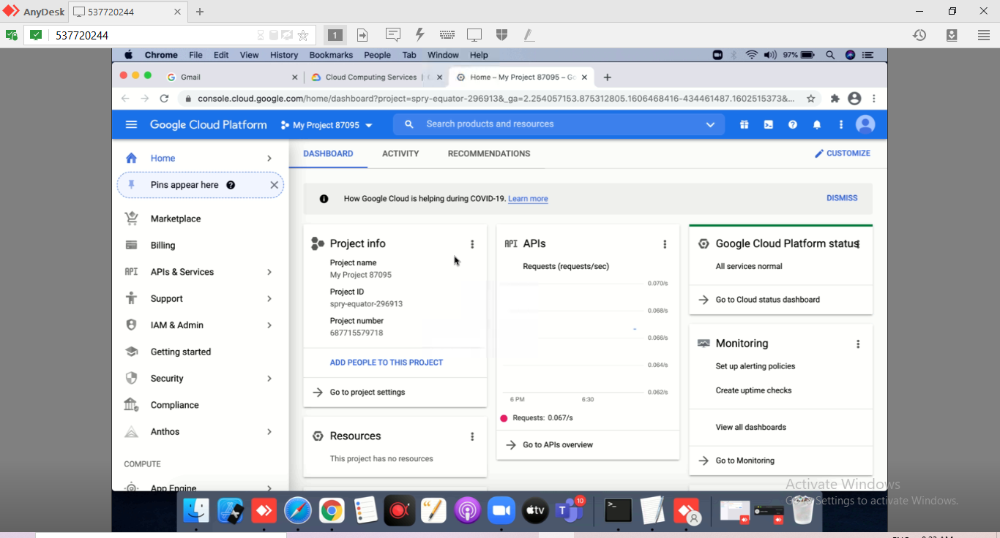 AnyDesk 537720244
537720244 1
Chrome File Edit View History Bookmarks People Tab Window Help 97%
Gmail Cloud Computing Services | Home – My Project 87095 – Go
console.cloud.google.com/home/dashboard?project=spry-equator-296913&_ga=2.254057153.875312805.1606468416-434461487.1602515373&...
Google Cloud Platform My Project 87095 Search products and resources
Home
Pins appear here
Marketplace
Billing
API APIs & Services
Support
IAM & Admin
Getting started
Security
Compliance
Anthos
COMPUTE
App Engine
DASHBOARD ACTIVITY RECOMMENDATIONS CUSTOMIZE
How Google Cloud is helping during COVID-19. Learn more DISMISS
Project info
Project name
My Project 87095
Project ID
spry-equator-296913
Project number
687715579718
ADD PEOPLE TO THIS PROJECT
Go to project settings
Resources
This project has no resources
API APIs
Requests (requests/sec)
0.070/s
0.068/s
0.066/s
0.064/s
0.062/s
6 PM 6:30
Requests: 0.067/s
Go to APIs overview
Google Cloud Platform status
All services normal
Go to Cloud status dashboard
Monitoring
Set up alerting policies
Create uptime checks
View all dashboards
Go to Monitoring
Activate Windows
Settings to activate Windows.
tv
10